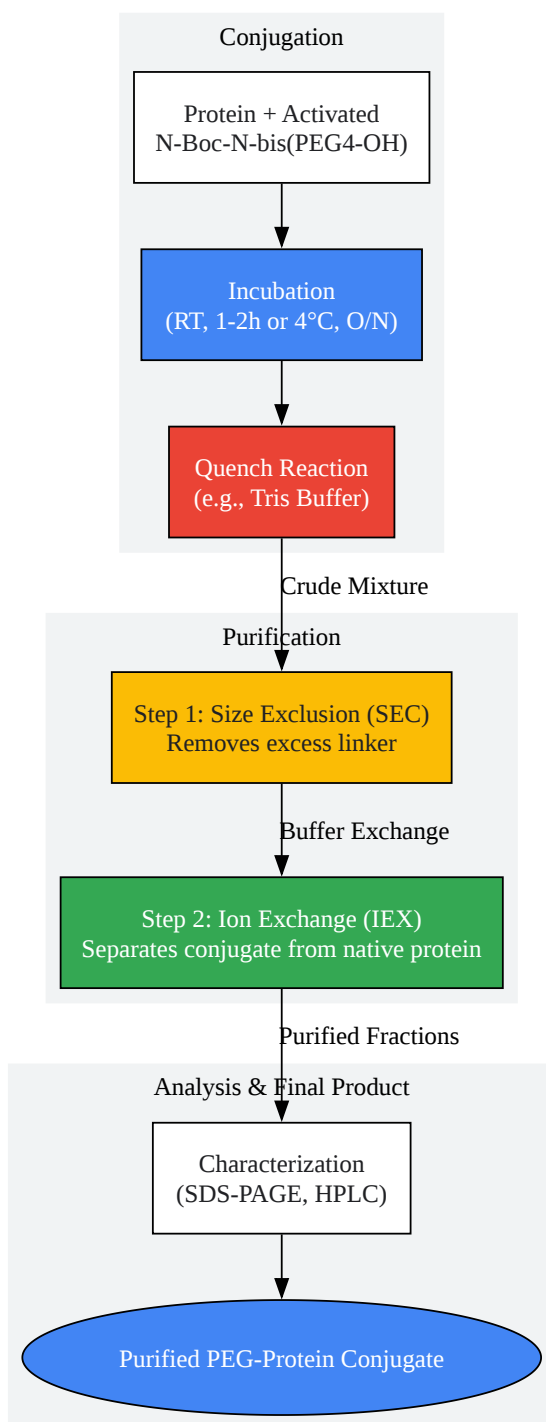 Conjugation
Protein + Activated
N-Boc-N-bis(PEG4-OH)
Incubation
(RT, 1-2h or 4°C, O/N)
Quench Reaction
(e.g., Tris Buffer)
Crude Mixture
Purification
Step 1: Size Exclusion (SEC)
Removes excess linker
Buffer Exchange
Step 2: Ion Exchange (IEX)
Separates conjugate from native protein
Purified Fractions
Analysis & Final Product
Characterization
(SDS-PAGE, HPLC)
Purified PEG-Protein Conjugate